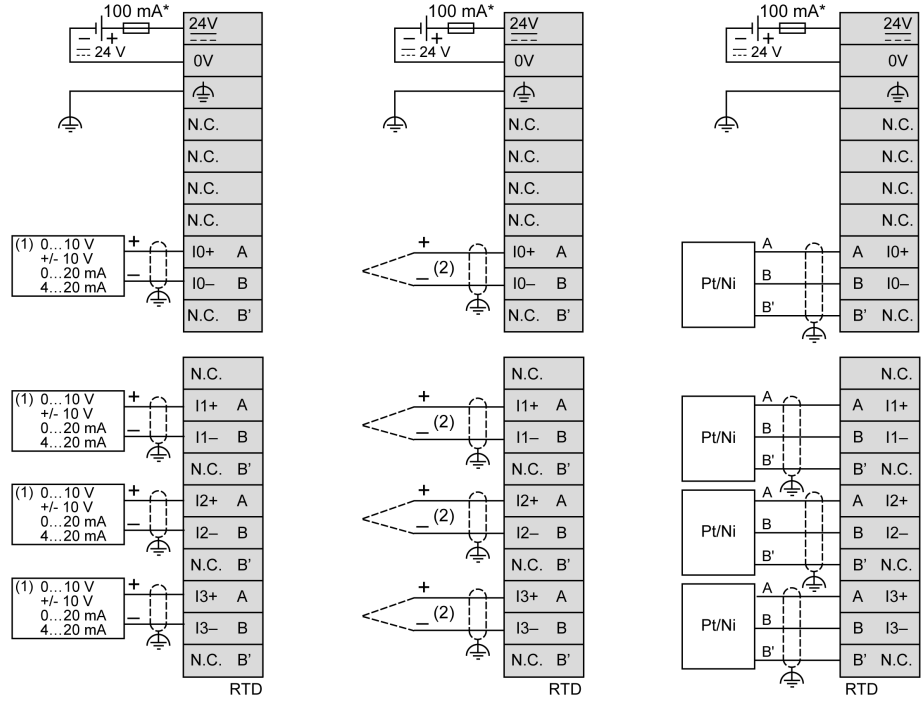 100 mA*
24V
– +
24 V
0V
N.C.
N.C.
N.C.
N.C.
(1) 0...10 V
+/- 10 V
0...20 mA
4...20 mA
+
–
I0+ A
I0– B
N.C. B’
N.C.
(1) 0...10 V
+/- 10 V
0...20 mA
4...20 mA
+
–
I1+ A
I1– B
N.C. B’
(1) 0...10 V
+/- 10 V
0...20 mA
4...20 mA
+
–
I2+ A
I2– B
N.C. B’
(1) 0...10 V
+/- 10 V
0...20 mA
4...20 mA
+
–
I3+ A
I3– B
N.C. B’
RTD
100 mA*
24V
– +
24 V
0V
N.C.
N.C.
N.C.
N.C.
+
– (2)
I0+ A
I0– B
N.C. B’
N.C.
+
– (2)
I1+ A
I1– B
N.C. B’
+
– (2)
I2+ A
I2– B
N.C. B’
+
– (2)
I3+ A
I3– B
N.C. B’
RTD
100 mA*
24V
– +
24 V
0V
N.C.
N.C.
N.C.
N.C.
Pt/Ni
A
B
B'
A I0+
B I0–
B’ N.C.
N.C.
Pt/Ni
A
B
B'
A I1+
B I1–
B’ N.C.
Pt/Ni
A
B
B'
A I2+
B I2–
B’ N.C.
Pt/Ni
A
B
B'
A I3+
B I3–
B’ N.C.
RTD